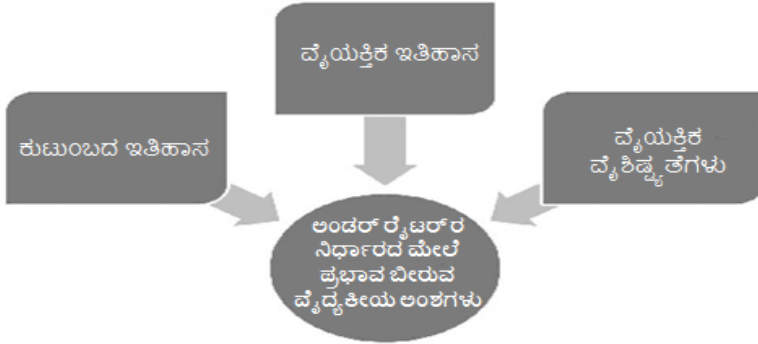 ವೈಯಕ್ತಿಕ ಇತಿಹಾಸ
ಕುಟುಂಬದ ಇತಿಹಾಸ
ವೈಯಕ್ತಿಕ
ವೈಶಿಷ್ಟ್ಯತೆಗಳು
ಅಂಡರ್ ರೈಟರ್‌ರ
ನಿರ್ಧಾರದ ಮೇಲೆ
ಪ್ರಭಾವ ಬೀರುವ
ವೈದ್ಯಕೀಯ ಅಂಶಗಳು